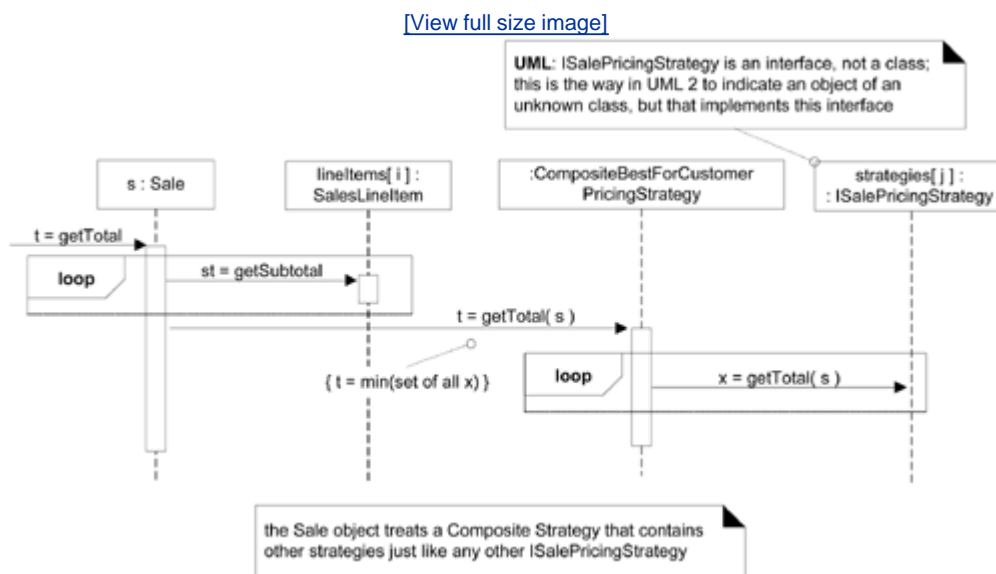 [View full size image]
UML: ISalePricingStrategy is an interface, not a class;
this is the way in UML 2 to indicate an object of an
unknown class, but that implements this interface
s : Sale
lineItems[ i ] :
SalesLineItem
:CompositeBestForCustomer
PricingStrategy
strategies[ j ] :
: ISalePricingStrategy
t = getTotal
loop
st = getSubtotal
t = getTotal( s )
{ t = min(set of all x) }
loop
x = getTotal( s )
the Sale object treats a Composite Strategy that contains
other strategies just like any other ISalePricingStrategy